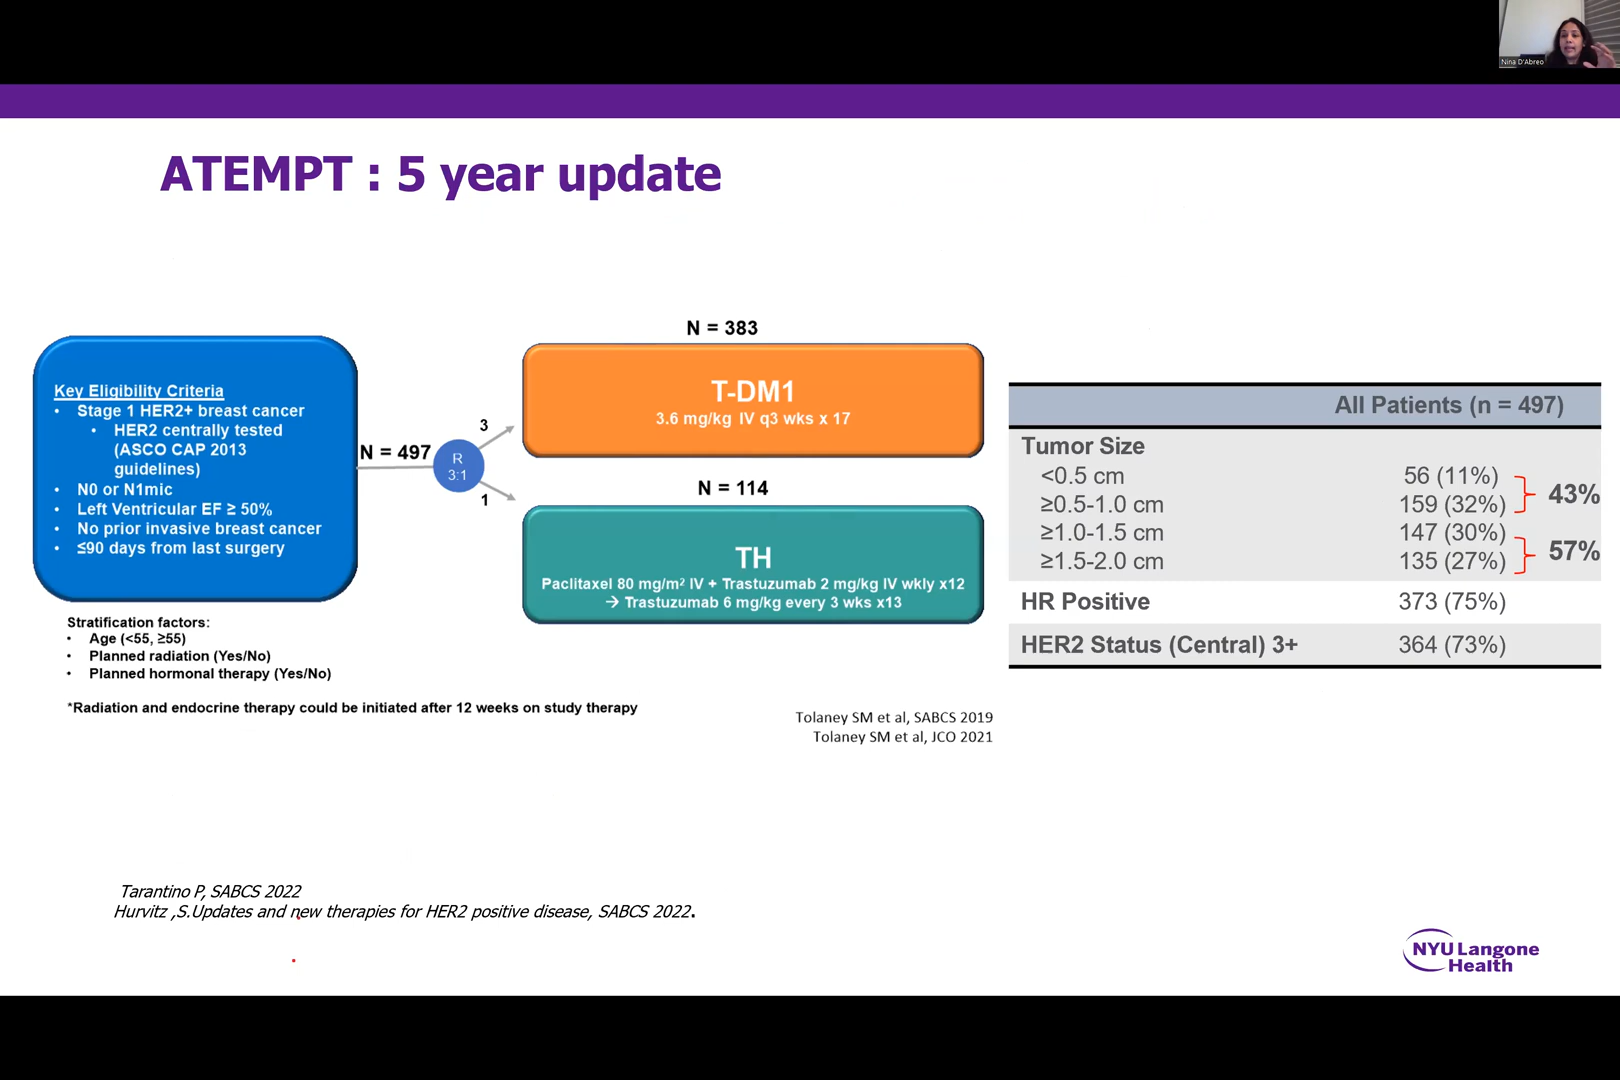 Nina D'Abreo
ATEMPT : 5 year update
Key Eligibility Criteria
• Stage 1 HER2+ breast cancer
• HER2 centrally tested
(ASCO CAP 2013
guidelines)
• N0 or N1mic
• Left Ventricular EF ≥ 50%
• No prior invasive breast cancer
• ≤90 days from last surgery
N = 497
R
3:1
3
1
N = 383
T-DM1
3.6 mg/kg IV q3 wks x 17
N = 114
TH
Paclitaxel 80 mg/m² IV + Trastuzumab 2 mg/kg IV wkly x12
→ Trastuzumab 6 mg/kg every 3 wks x13
Stratification factors:
• Age (<55, ≥55)
• Planned radiation (Yes/No)
• Planned hormonal therapy (Yes/No)
*Radiation and endocrine therapy could be initiated after 12 weeks on study therapy
Tolaney SM et al, SABCS 2019
Tolaney SM et al, JCO 2021
All Patients (n = 497)
Tumor Size
<0.5 cm 56 (11%)
≥0.5-1.0 cm 159 (32%)
43%
≥1.0-1.5 cm 147 (30%)
≥1.5-2.0 cm 135 (27%)
57%
HR Positive 373 (75%)
HER2 Status (Central) 3+ 364 (73%)
Tarantino P, SABCS 2022
Hurvitz ,S.Updates and new therapies for HER2 positive disease, SABCS 2022.
NYU Langone
Health